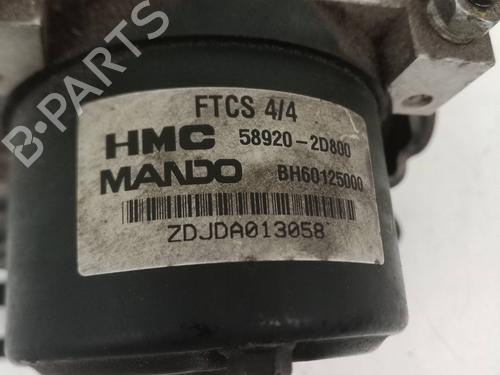 FTCS 4/4
HMC 58920-2D800
MANDO BH60125000
ZDJDA013058
B-PARTS